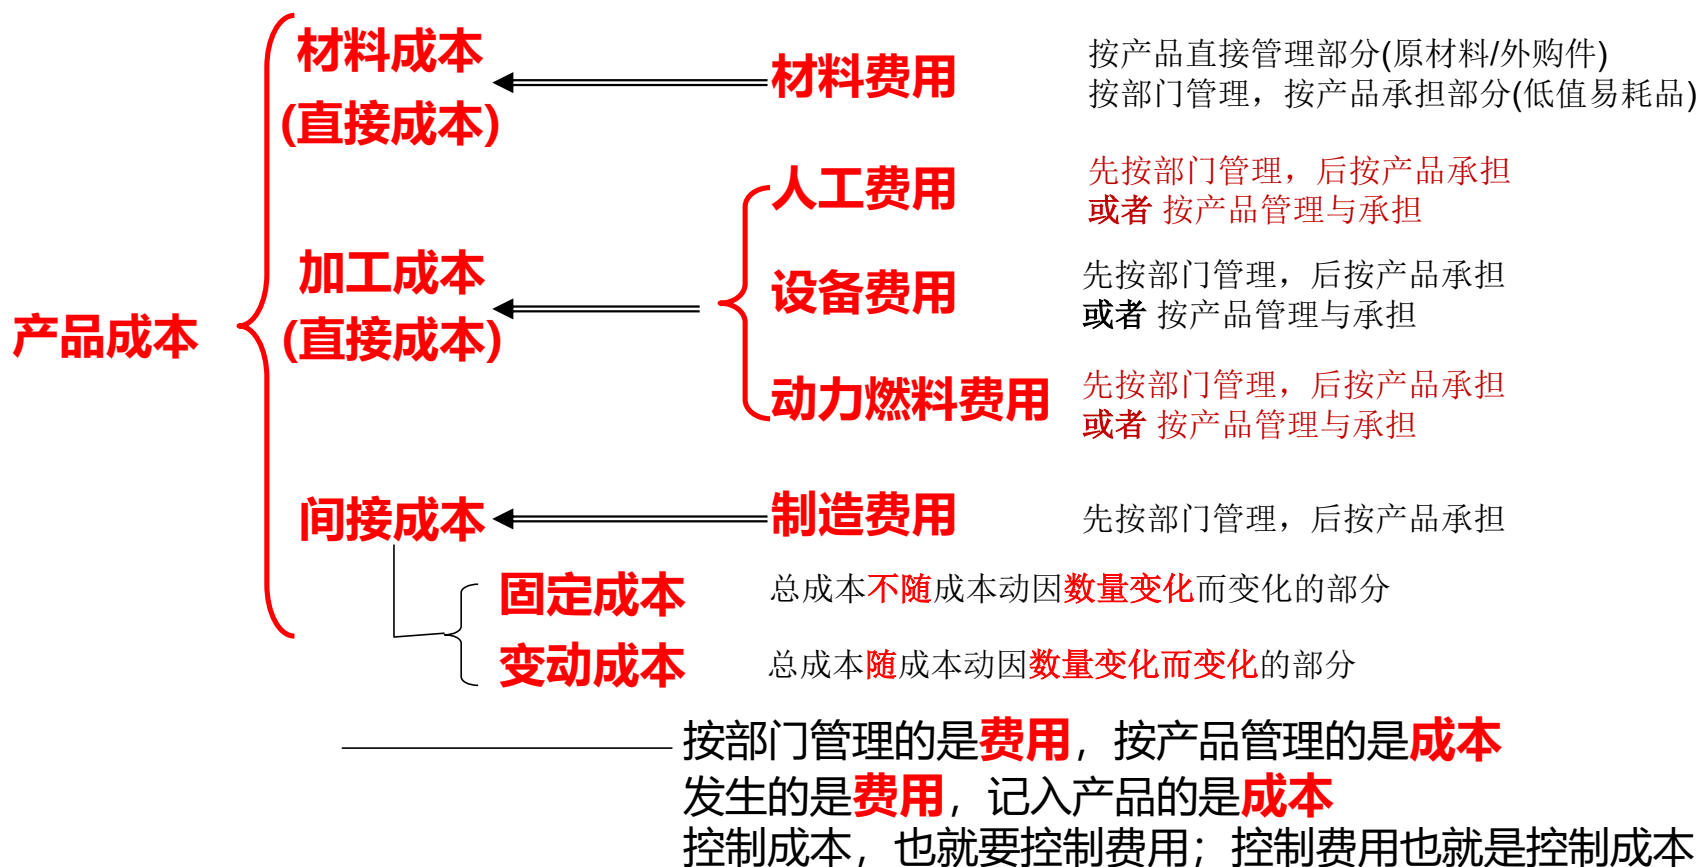 产品成本
材料成本
(直接成本)
材料费用
按产品直接管理部分(原材料/外购件)
按部门管理，按产品承担部分(低值易耗品)
加工成本
(直接成本)
人工费用
先按部门管理，后按产品承担
或者 按产品管理与承担
设备费用
先按部门管理，后按产品承担
或者 按产品管理与承担
动力燃料费用
先按部门管理，后按产品承担
或者 按产品管理与承担
间接成本
制造费用
先按部门管理，后按产品承担
固定成本
总成本不随成本动因数量变化而变化的部分
变动成本
总成本随成本动因数量变化而变化的部分
按部门管理的是费用，按产品管理的是成本
发生的是费用，记入产品的是成本
控制成本，也就要控制费用；控制费用也就是控制成本